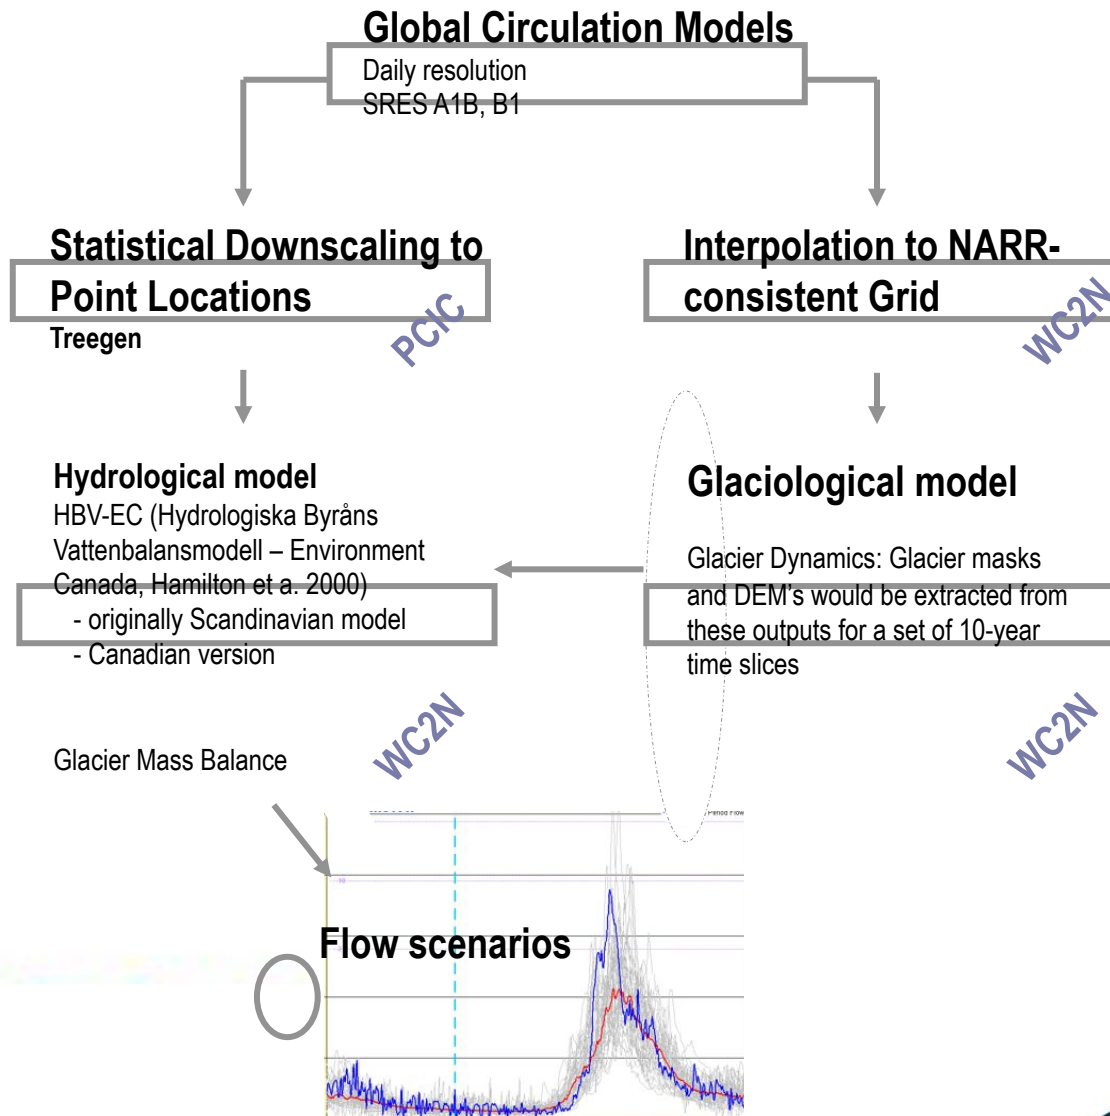 Global Circulation Models
Daily resolution
SRES A1B, B1
Statistical Downscaling to
Point Locations
Treegen
PCIC
Interpolation to NARR-
consistent Grid
WC2N
Hydrological model
HBV-EC (Hydrologiska Byråns
Vattenbalansmodell – Environment
Canada, Hamilton et a. 2000)
- originally Scandinavian model
- Canadian version
WC2N
Glaciological model
Glacier Dynamics: Glacier masks
and DEM's would be extracted from
these outputs for a set of 10-year
time slices
WC2N
Glacier Mass Balance
Period Flow
Flow scenarios